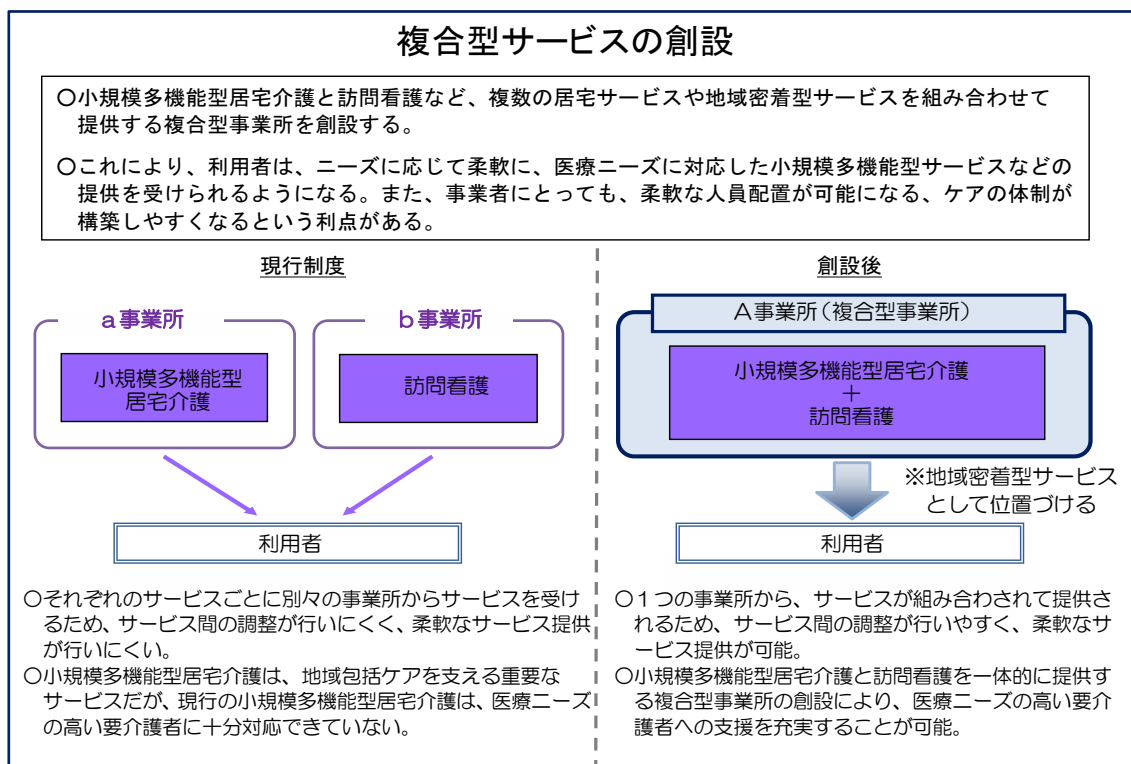 複合型サービスの創設
○小規模多機能型居宅介護と訪問看護など、複数の居宅サービスや地域密着型サービスを組み合わせて
提供する複合型事業所を創設する。
○これにより、利用者は、ニーズに応じて柔軟に、医療ニーズに対応した小規模多機能型サービスなどの
提供を受けられるようになる。また、事業者にとっても、柔軟な人員配置が可能になる、ケアの体制が
構築しやすくなるという利点がある。
現行制度
a事業所
b事業所
小規模多機能型
居宅介護
訪問看護
利用者
○それぞれのサービスごとに別々の事業所からサービスを受け
るため、サービス間の調整が行いにくく、柔軟なサービス提供
が行いにくい。
○小規模多機能型居宅介護は、地域包括ケアを支える重要な
サービスだが、現行の小規模多機能型居宅介護は、医療ニーズ
の高い要介護者に十分対応できていない。
創設後
A事業所(複合型事業所)
小規模多機能型居宅介護
+
訪問看護
※地域密着型サービス
として位置づける
利用者
○1つの事業所から、サービスが組み合わされて提供さ
れるため、サービス間の調整が行いやすく、柔軟なサー
ビス提供が可能。
○小規模多機能型居宅介護と訪問看護を一体的に提供す
る複合型事業所の創設により、医療ニーズの高い要介
護者への支援を充実することが可能。